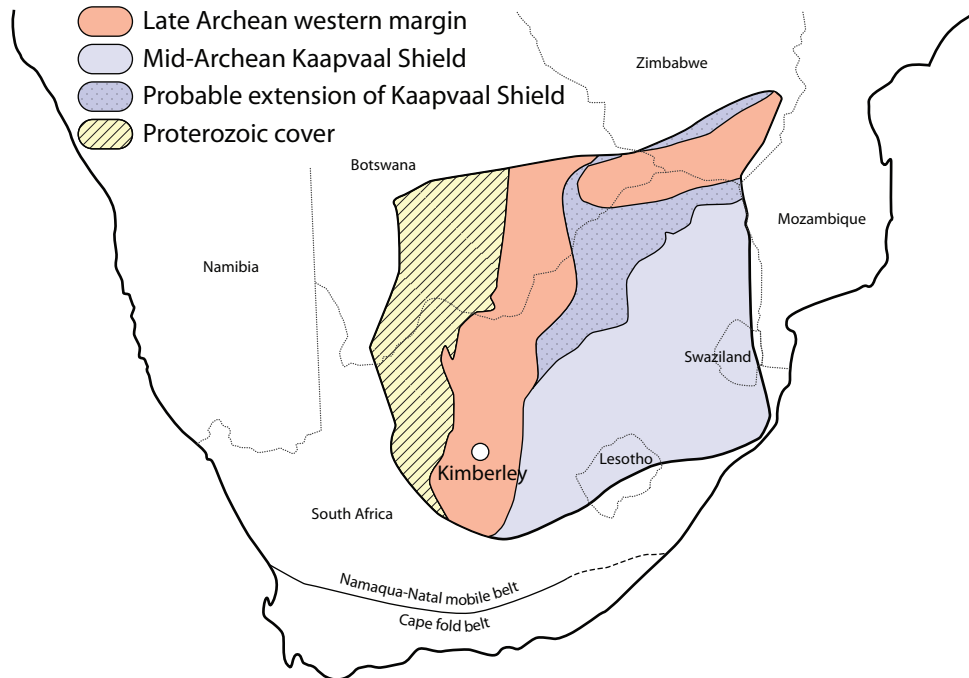 Late Archean western margin
Mid-Archean Kaapvaal Shield
Probable extension of Kaapvaal Shield
Proterozoic cover
Zimbabwe
Botswana
Mozambique
Namibia
Swaziland
Lesotho
Kimberley
South Africa
Namaqua-Natal mobile belt
Cape fold belt